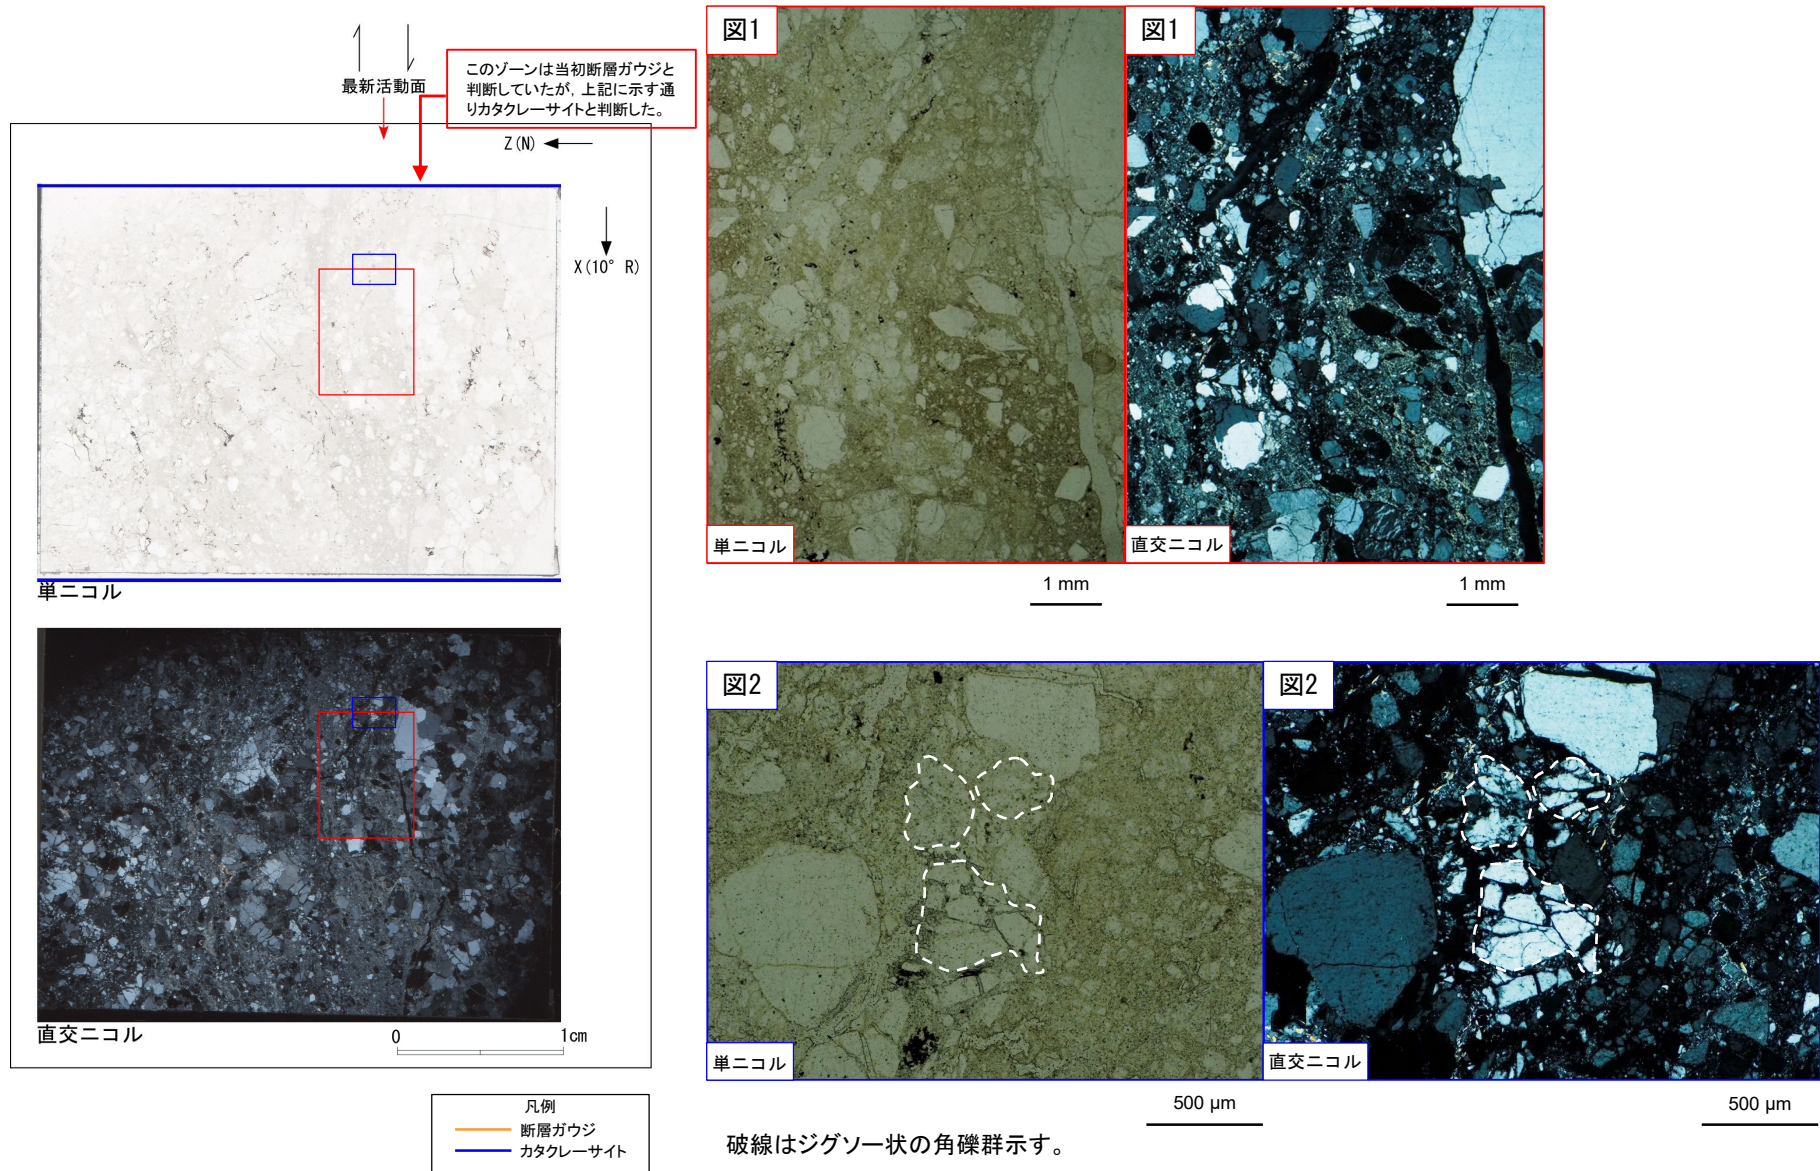 最新活動面
このゾーンは当初断層ガウジと
判断していたが，上記に示す通
りカタクレーサイトと判断した。
Z(N)
X(10° R)
単ニコル
直交ニコル
0 1cm
凡例
断層ガウジ
カタクレーサイト
図1
単ニコル
1 mm
図1
直交ニコル
1 mm
図2
単ニコル
500 μm
図2
直交ニコル
500 μm
破線はジグソー状の角礫群示す。